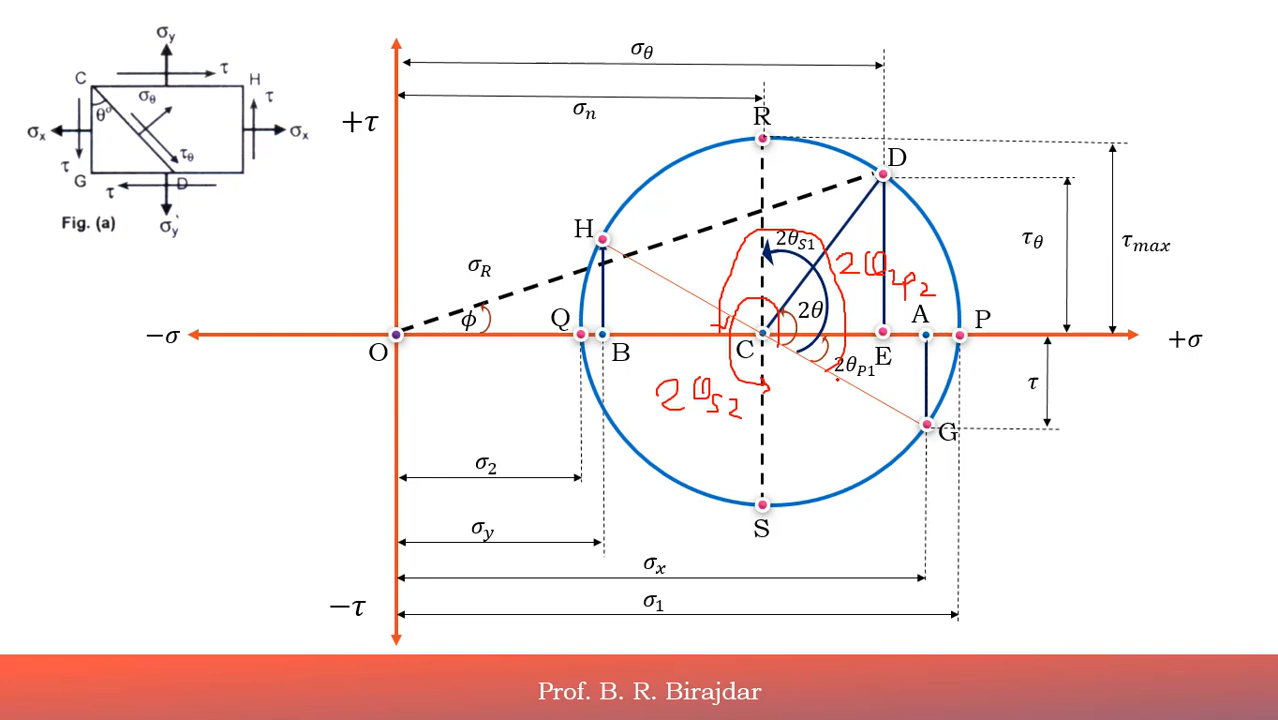 σy
τ
C
H
σθ
τ
θ°
σx
σx
τθ
τ
G
D
τ
σy
Fig. (a)
σθ
σn
+τ
R
D
H
2θS1
2θP2
τθ
τmax
σR
ϕ
2θ
Q
A
P
−σ
O
B
C
E
+σ
2θP1
τ
2θS2
G
σ2
S
σy
σx
σ1
−τ
Prof. B. R. Birajdar